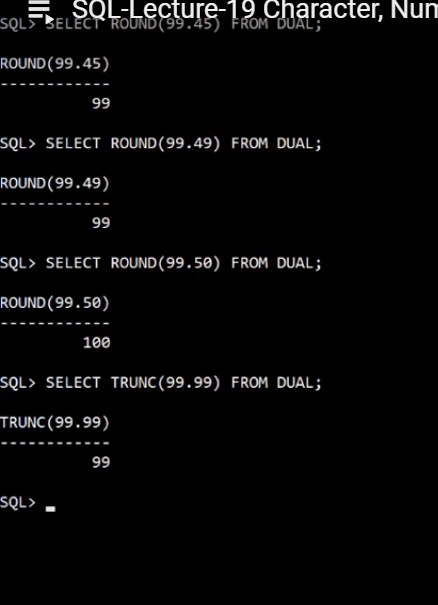 SQL-Lecture-19 Character, Num
SQL> SELECT ROUND(99.45) FROM DUAL;
ROUND(99.45)
------------
99
SQL> SELECT ROUND(99.49) FROM DUAL;
ROUND(99.49)
------------
99
SQL> SELECT ROUND(99.50) FROM DUAL;
ROUND(99.50)
------------
100
SQL> SELECT TRUNC(99.99) FROM DUAL;
TRUNC(99.99)
------------
99
SQL> _